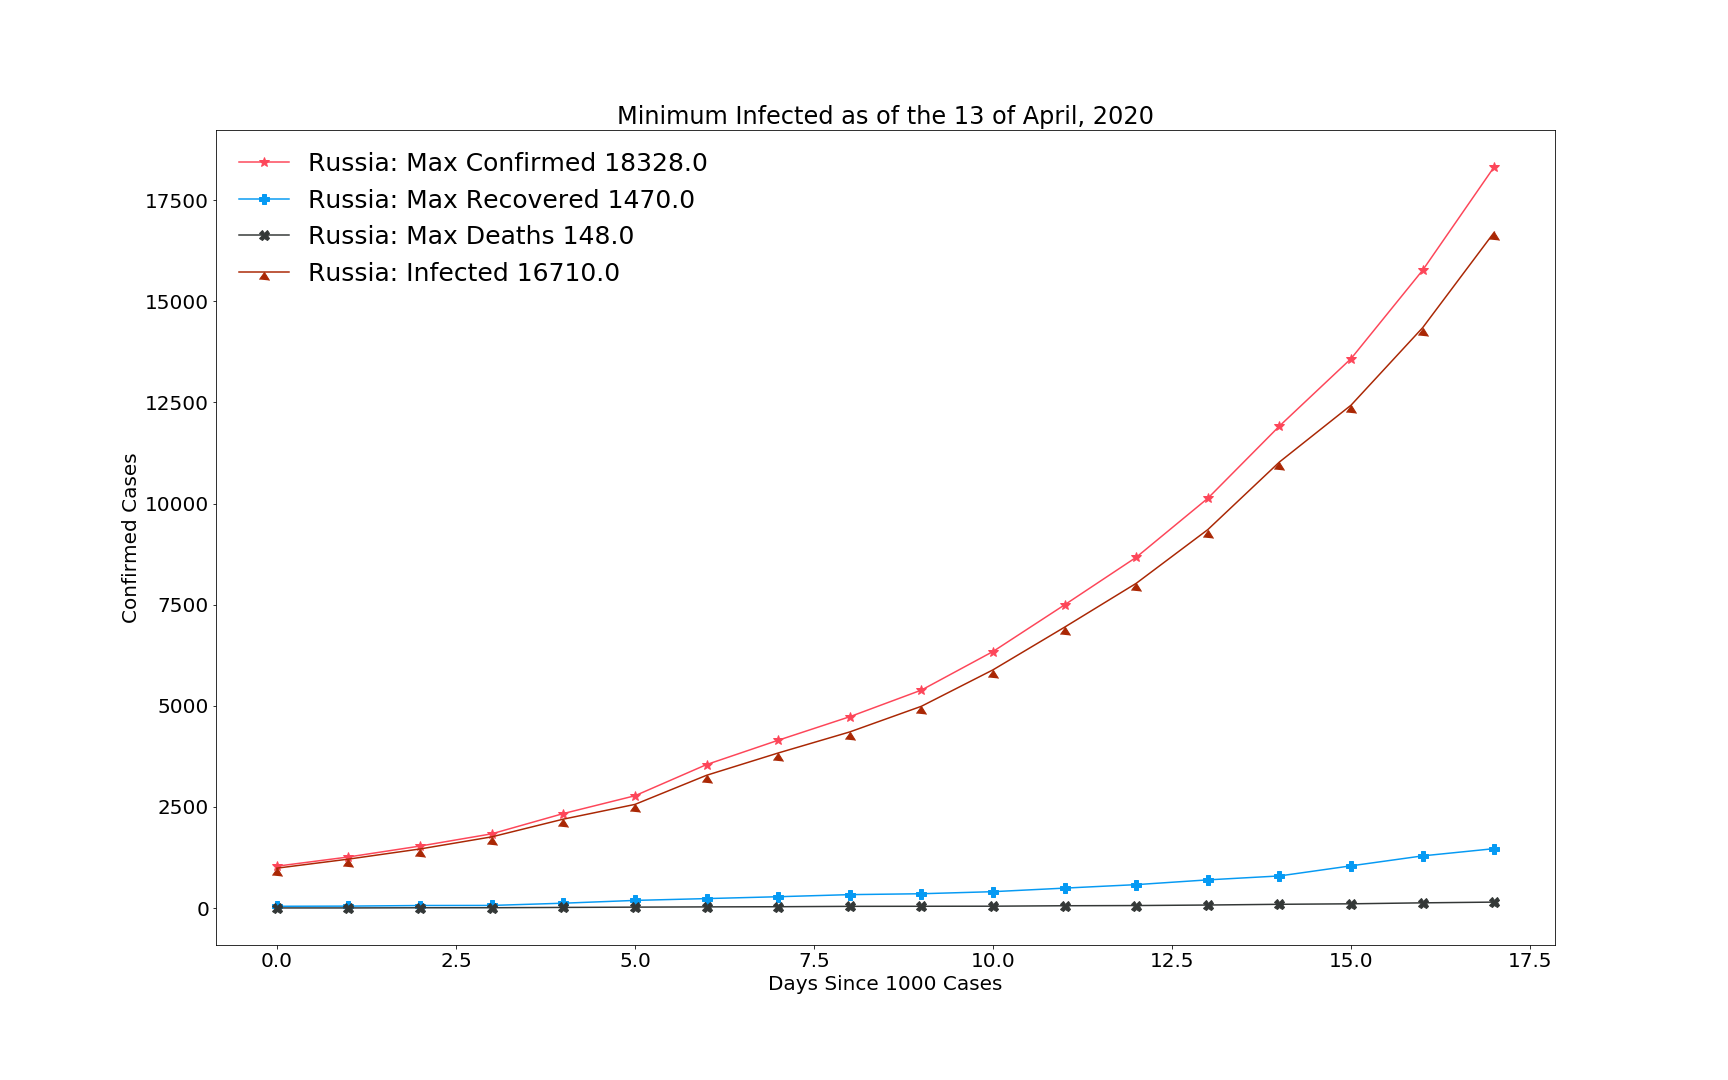 Minimum Infected as of the 13 of April, 2020
Russia: Max Confirmed 18328.0
Russia: Max Recovered 1470.0
Russia: Max Deaths 148.0
Russia: Infected 16710.0
17500
15000
12500
10000
7500
5000
2500
0
Confirmed Cases
0.0 2.5 5.0 7.5 10.0 12.5 15.0 17.5
Days Since 1000 Cases